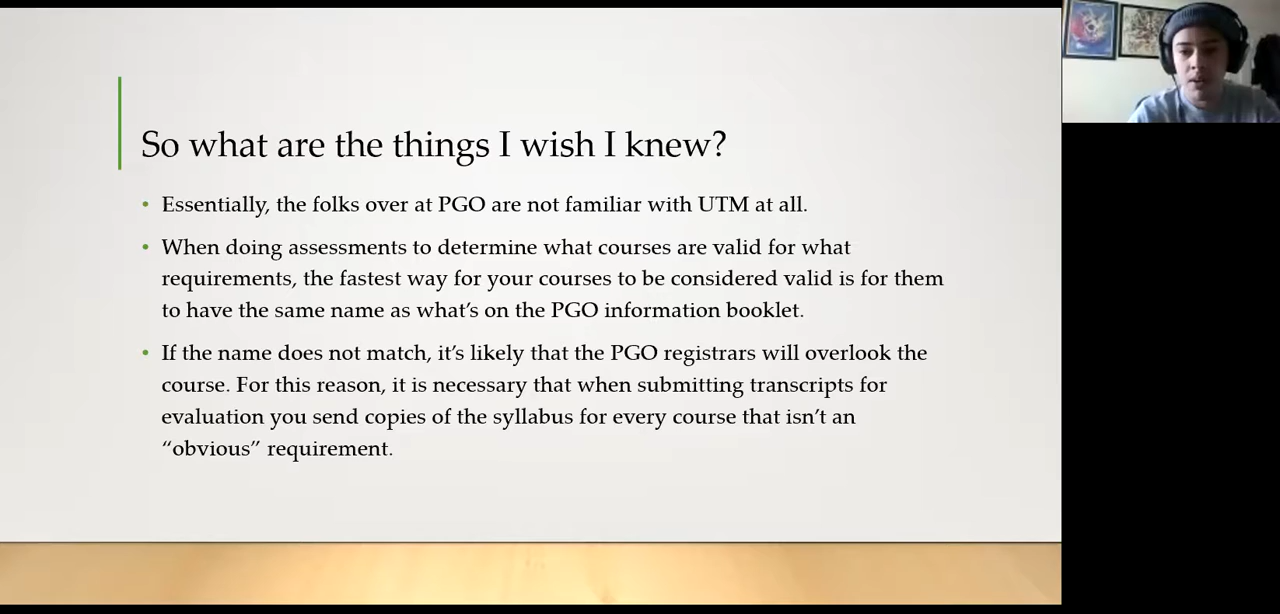 So what are the things I wish I knew?
• Essentially, the folks over at PGO are not familiar with UTM at all.
• When doing assessments to determine what courses are valid for what
requirements, the fastest way for your courses to be considered valid is for them
to have the same name as what’s on the PGO information booklet.
• If the name does not match, it’s likely that the PGO registrars will overlook the
course. For this reason, it is necessary that when submitting transcripts for
evaluation you send copies of the syllabus for every course that isn’t an
“obvious” requirement.